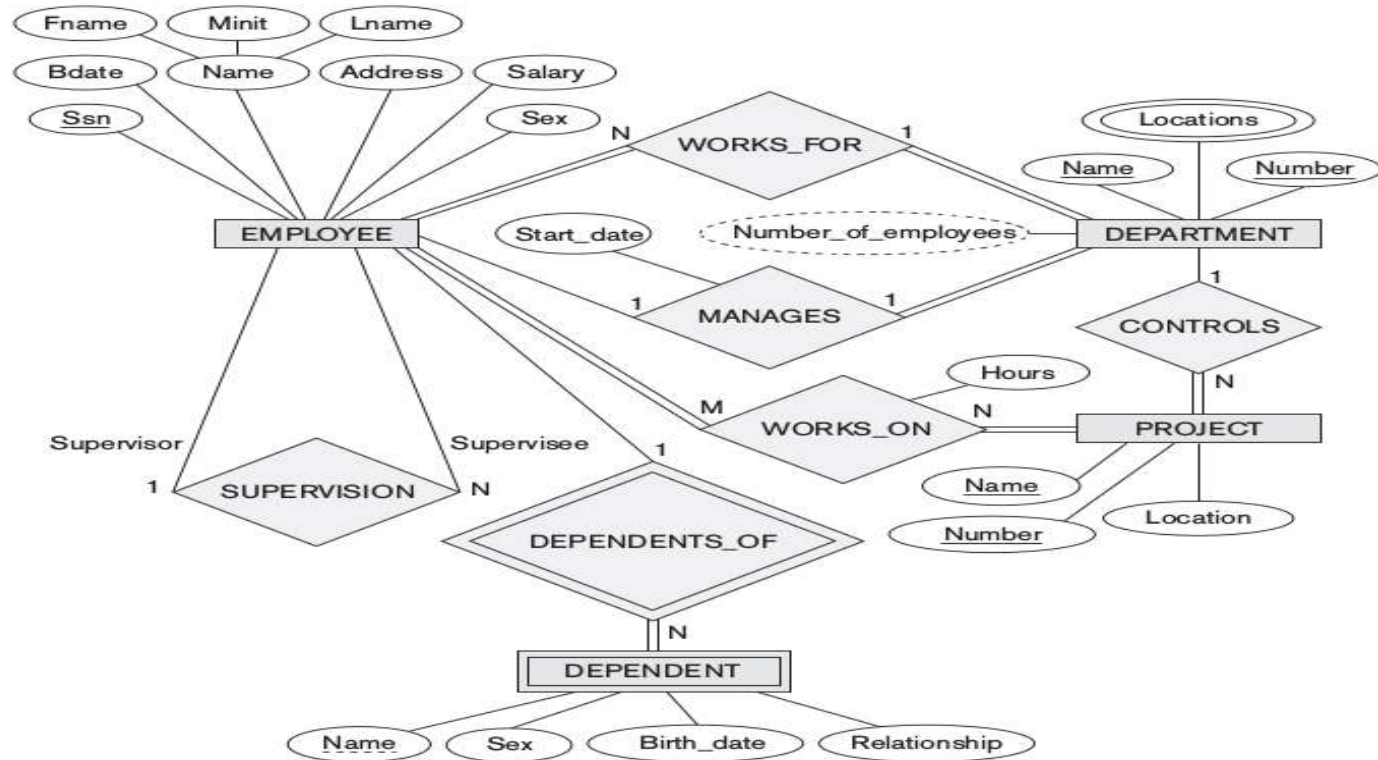 Fname Minit Lname
Bdate Name Address Salary
Ssn Sex
N WORKS_FOR 1
Locations
Name Number
EMPLOYEE Start_date Number_of_employees DEPARTMENT
1 MANAGES 1
1
CONTROLS
N
Hours
M WORKS_ON N PROJECT
Supervisor Supervisee 1
1 SUPERVISION N
Name
Number Location
DEPENDENTS_OF
N
DEPENDENT
Name Sex Birth_date Relationship